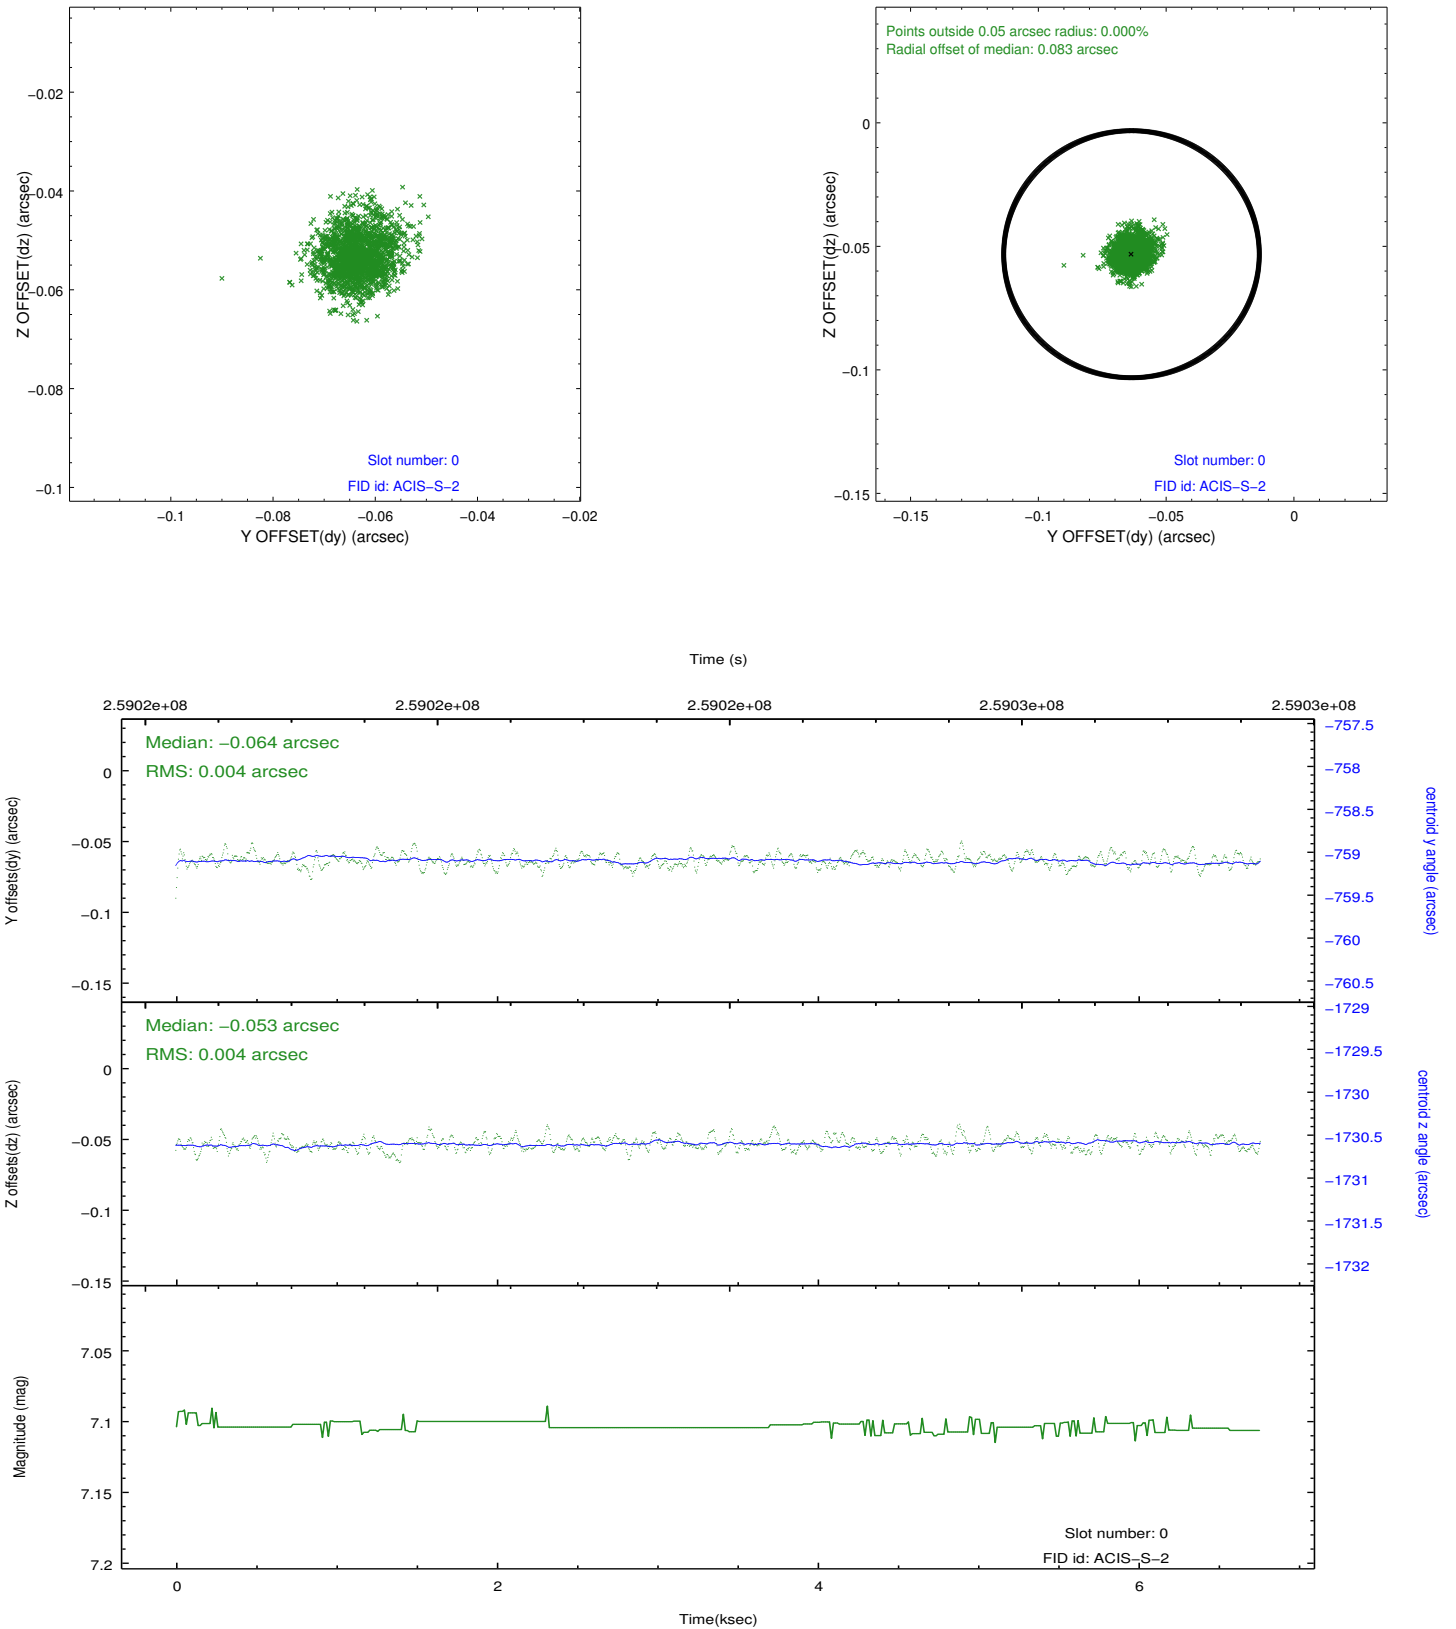 −0.02
−0.04
−0.06
−0.08
−0.1
Z OFFSET(dz) (arcsec)
Slot number: 0
FID id: ACIS−S−2
−0.1
−0.08
−0.06
−0.04
−0.02
Y OFFSET(dy) (arcsec)
Points outside 0.05 arcsec radius: 0.000%
Radial offset of median: 0.083 arcsec
0
−0.05
−0.1
−0.15
Z OFFSET(dz) (arcsec)
Slot number: 0
FID id: ACIS−S−2
−0.15
−0.1
−0.05
0
Y OFFSET(dy) (arcsec)
Time (s)
2.5902e+08
2.5902e+08
2.5902e+08
2.5903e+08
2.5903e+08
Median: −0.064 arcsec
RMS: 0.004 arcsec
0
−0.05
−0.1
−0.15
Y offsets(dy) (arcsec)
−757.5
−758
−758.5
−759
−759.5
−760
−760.5
centroid y angle (arcsec)
Median: −0.053 arcsec
RMS: 0.004 arcsec
0
−0.05
−0.1
−0.15
Z offsets(dz) (arcsec)
−1729
−1729.5
−1730
−1730.5
−1731
−1731.5
−1732
centroid z angle (arcsec)
7.05
7.1
7.15
7.2
Magnitude (mag)
Slot number: 0
FID id: ACIS−S−2
0
2
4
6
Time(ksec)